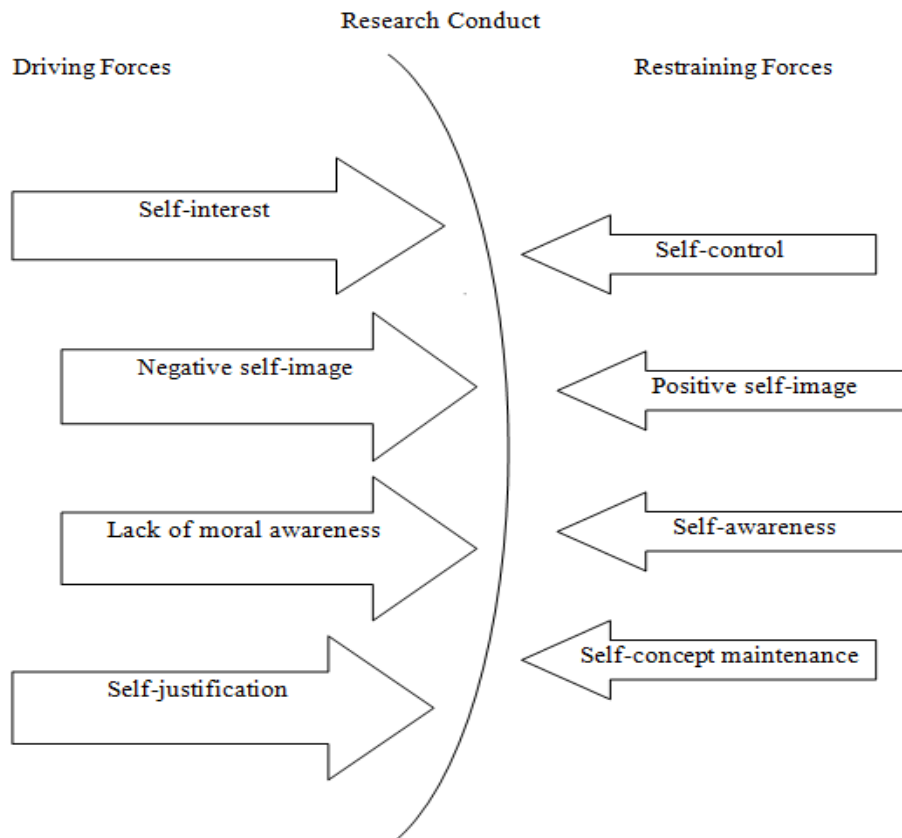 Research Conduct
Driving Forces
Restraining Forces
Self-interest
Self-control
Negative self-image
Positive self-image
Lack of moral awareness
Self-awareness
Self-justification
Self-concept maintenance